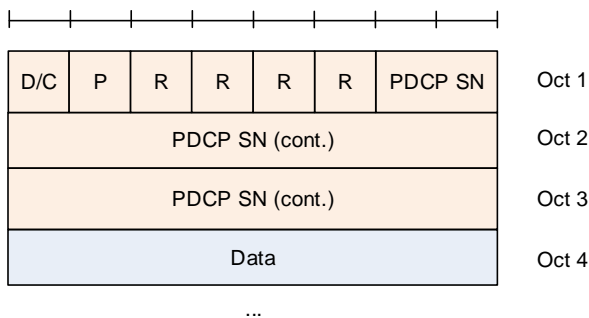 D/C P R R R R PDCP SN Oct 1
PDCP SN (cont.) Oct 2
PDCP SN (cont.) Oct 3
Data Oct 4
...